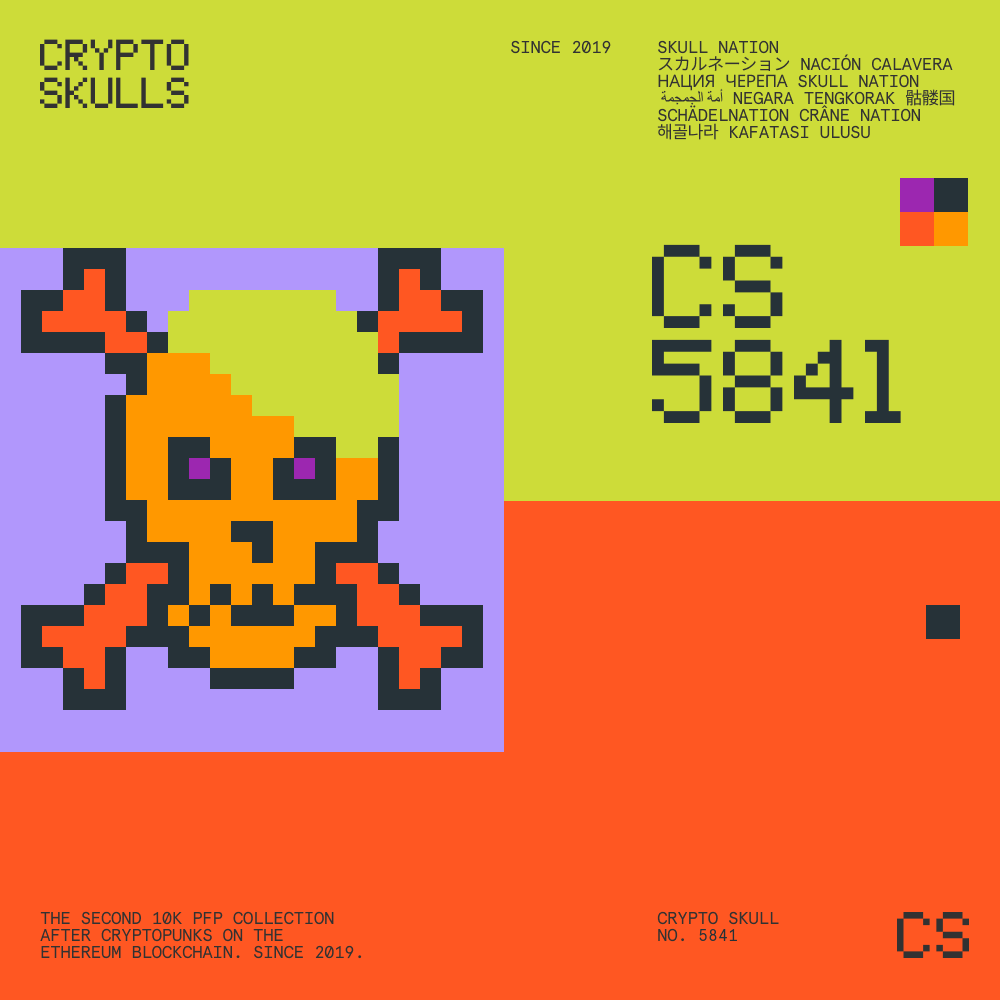 CRYPTO
SKULLS
SINCE 2019
SKULL NATION
スカルネーション NACIÓN CALAVERA
НАЦИЯ ЧЕРЕПА SKULL NATION
أمة الجمجمة NEGARA TENGKORAK 骷髅国
SCHÄDELNATION CRÂNE NATION
해골나라 KAFATASI ULUSU
CS
5841
THE SECOND 10K PFP COLLECTION
AFTER CRYPTOPUNKS ON THE
ETHEREUM BLOCKCHAIN. SINCE 2019.
CRYPTO SKULL
NO. 5841
CS